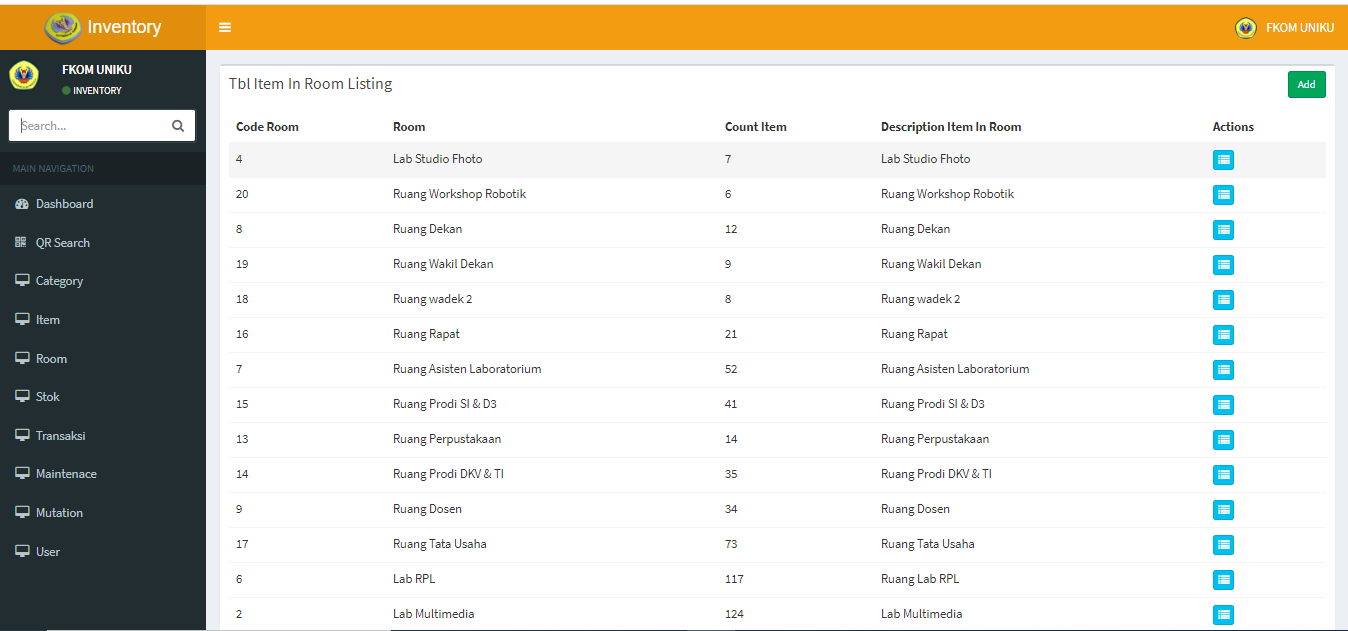 Inventory
FKOM UNIKU
FKOM UNIKU
INVENTORY
Search...
MAIN NAVIGATION
Dashboard
QR Search
Category
Item
Room
Stok
Transaksi
Maintenace
Mutation
User
Tbl Item In Room Listing
Add
Code Room Room Count Item Description Item In Room Actions
4 Lab Studio Fhoto 7 Lab Studio Fhoto
20 Ruang Workshop Robotik 6 Ruang Workshop Robotik
8 Ruang Dekan 12 Ruang Dekan
19 Ruang Wakil Dekan 9 Ruang Wakil Dekan
18 Ruang wadek 2 8 Ruang wadek 2
16 Ruang Rapat 21 Ruang Rapat
7 Ruang Asisten Laboratorium 52 Ruang Asisten Laboratorium
15 Ruang Prodi SI & D3 41 Ruang Prodi SI & D3
13 Ruang Perpustakaan 14 Ruang Perpustakaan
14 Ruang Prodi DKV & TI 35 Ruang Prodi DKV & TI
9 Ruang Dosen 34 Ruang Dosen
17 Ruang Tata Usaha 73 Ruang Tata Usaha
6 Lab RPL 117 Ruang Lab RPL
2 Lab Multimedia 124 Lab Multimedia